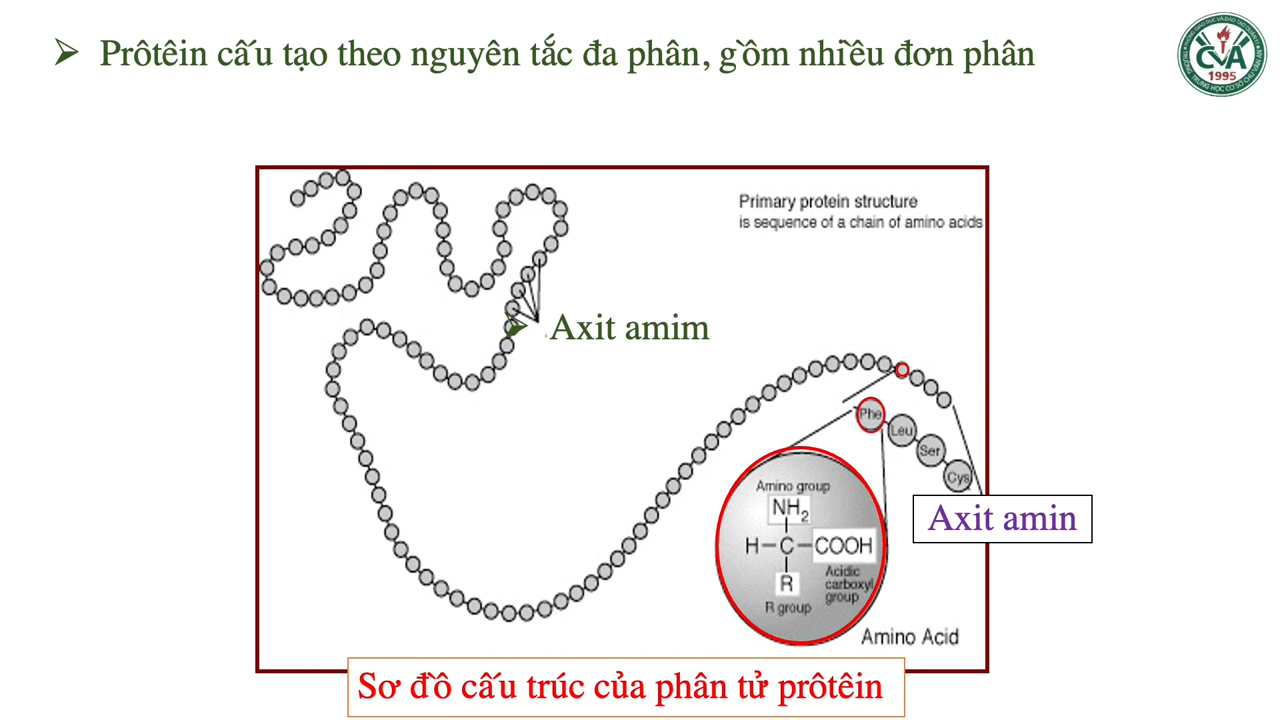 ➢ Prôtêin cấu tạo theo nguyên tắc đa phân, gồm nhiều đơn phân
CVA
1995
Primary protein structure
is sequence of a chain of amino acids
➢ Axit amim
Phe
Leu
Ser
Cys
Axit amin
Amino group
NH2
H-C-COOH
R
Acidic
carboxyl
group
R group
Amino Acid
Sơ đồ cấu trúc của phân tử prôtêin